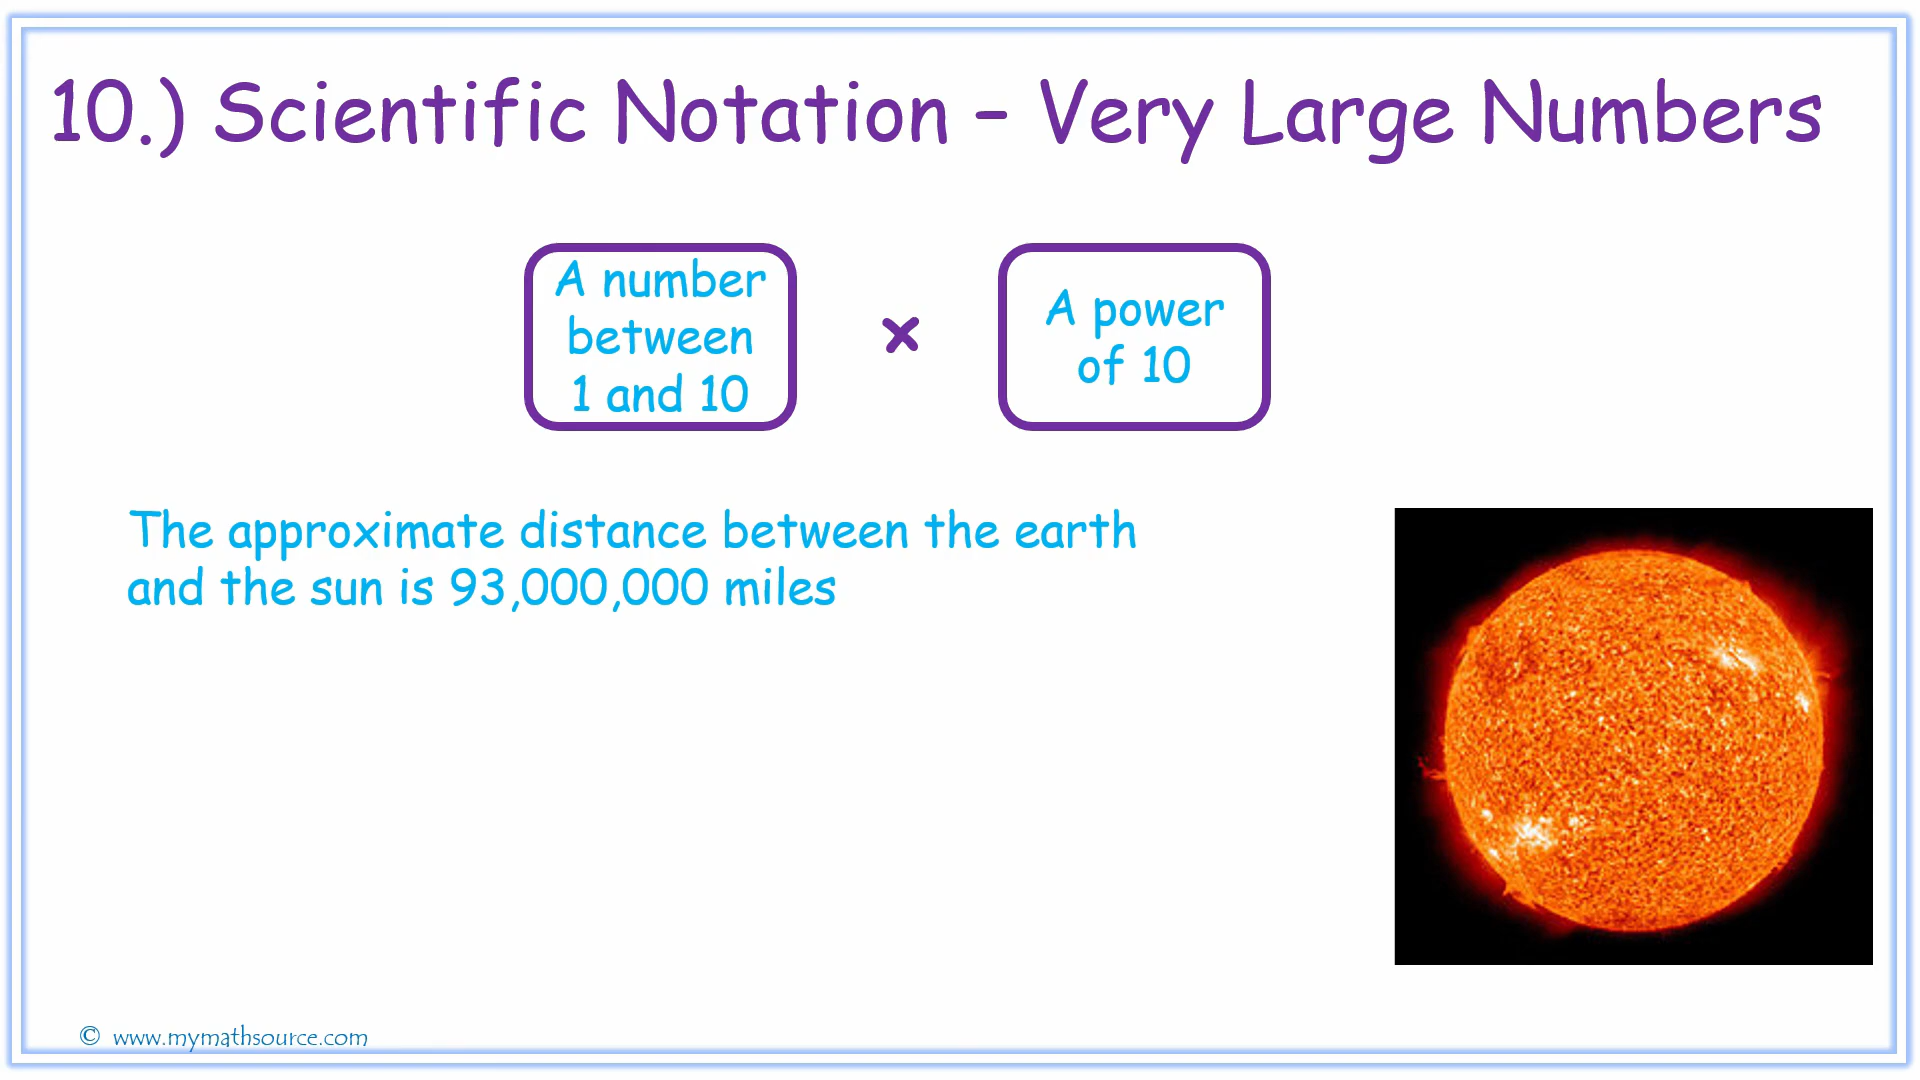 10.) Scientific Notation – Very Large Numbers
A number
between
1 and 10
×
A power
of 10
The approximate distance between the earth
and the sun is 93,000,000 miles
© www.mymathsource.com